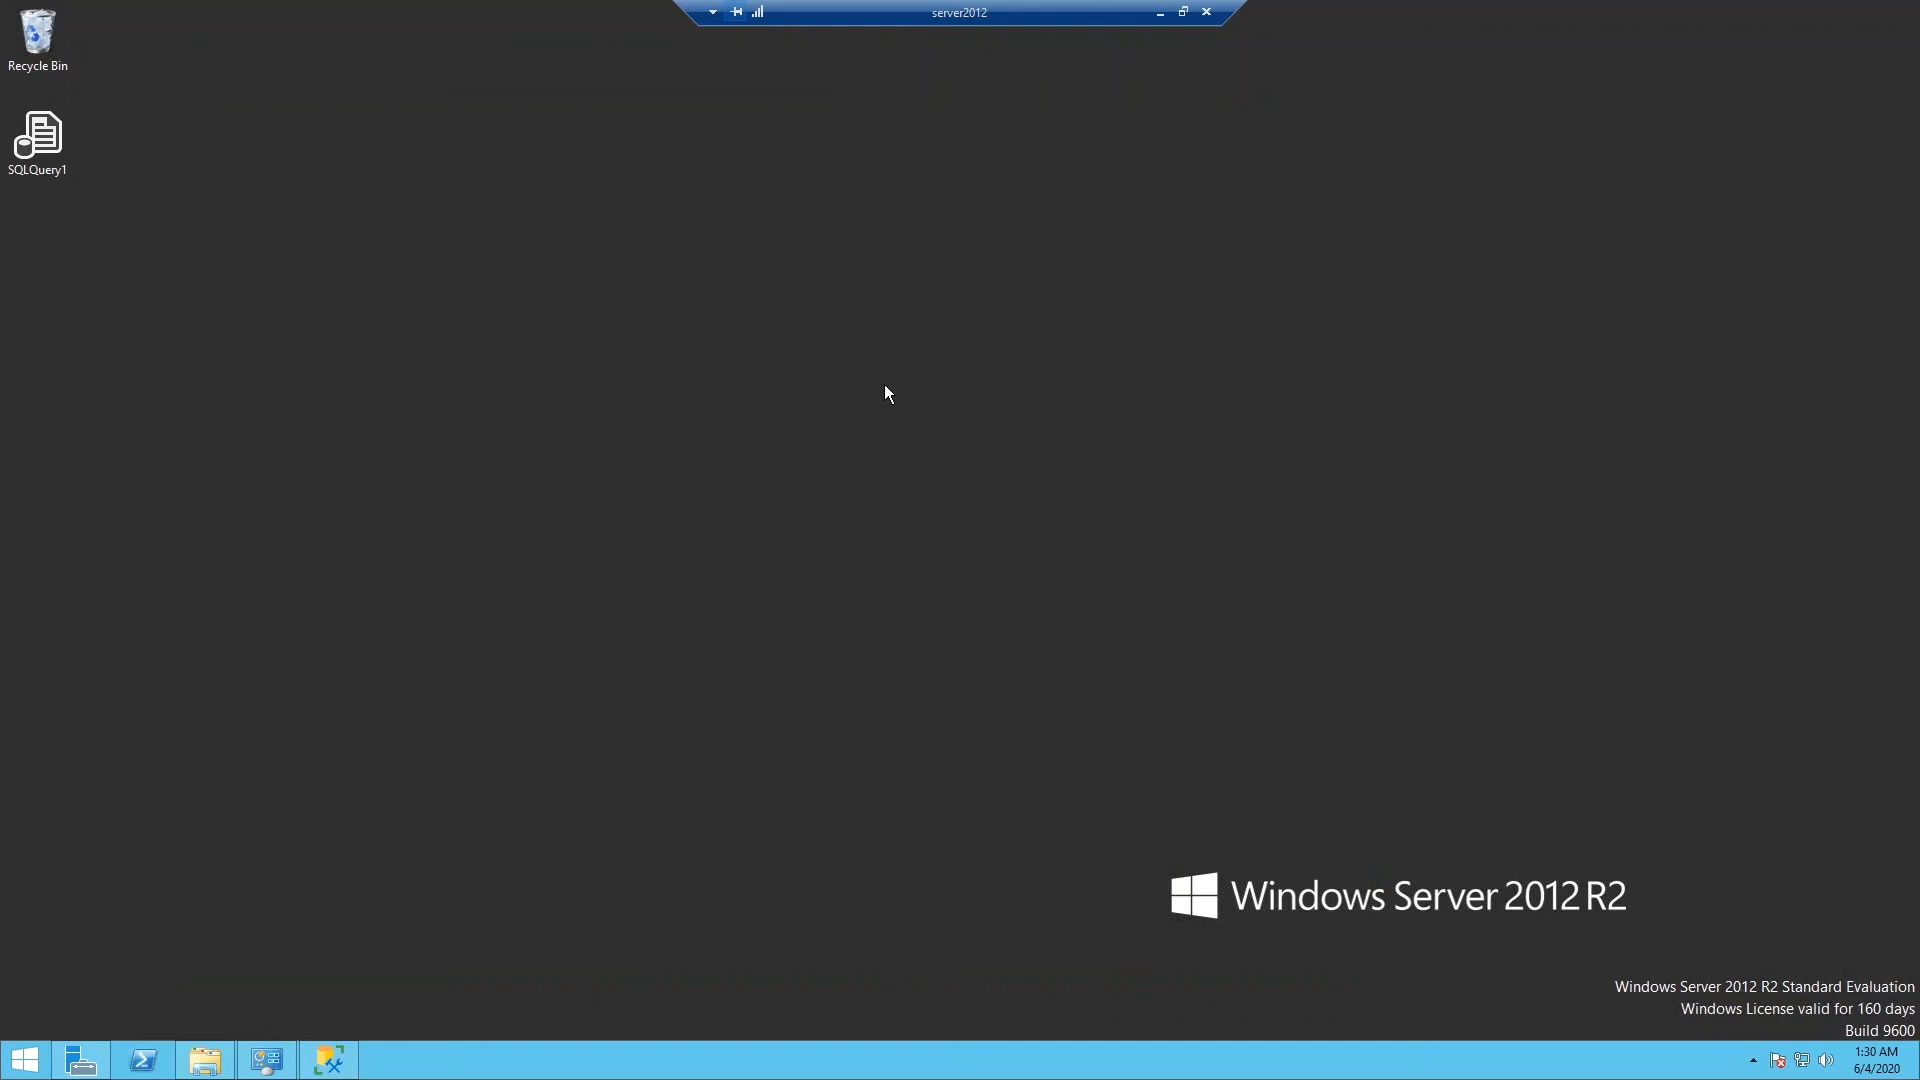 server2012
Recycle Bin
SQLQuery1
Windows Server 2012 R2
Windows Server 2012 R2 Standard Evaluation
Windows License valid for 160 days
Build 9600
1:30 AM
6/4/2020